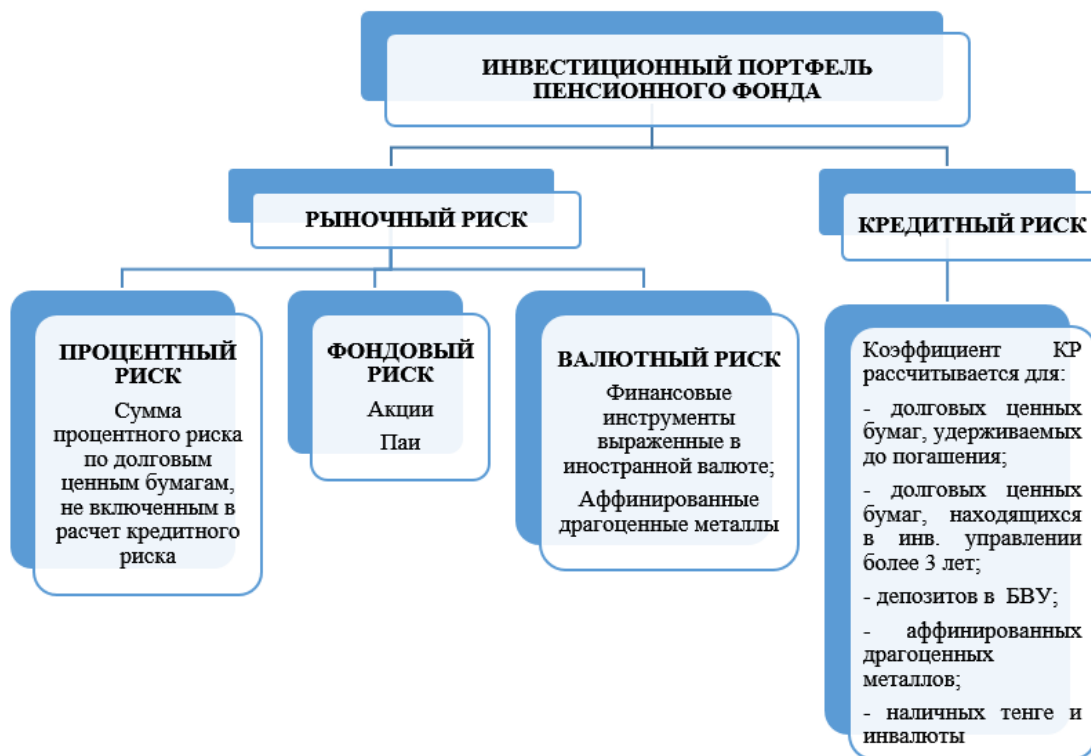 ИНВЕСТИЦИОННЫЙ ПОРТФЕЛЬ
ПЕНСИОННОГО ФОНДА
РЫНОЧНЫЙ РИСК
КРЕДИТНЫЙ РИСК
ПРОЦЕНТНЫЙ
РИСК
Сумма
процентного риска
по долговым
ценным бумагам,
не включенным в
расчет кредитного
риска
ФОНДОВЫЙ
РИСК
Акции
Паи
ВАЛЮТНЫЙ РИСК
Финансовые
инструменты
выраженные в
иностранной валюте;
Аффинированные
драгоценные металлы
Коэффициент КР
рассчитывается для:
- долговых ценных
бумаг, удерживаемых
до погашения;
- долговых ценных
бумаг, находящихся
в инв. управлении
более 3 лет;
- депозитов в БВУ;
- аффинированных
драгоценных
металлов;
- наличных тенге и
инвалюты